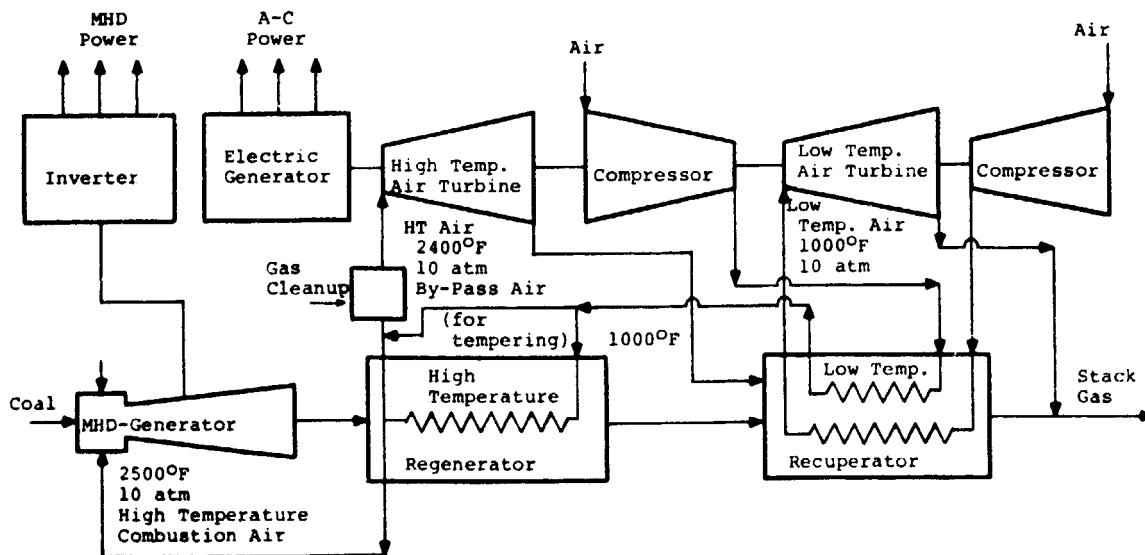 MHD
Power
A-C
Power
Air
Air
Inverter
Electric
Generator
High Temp.
Air Turbine
Compressor
Low Temp.
Air Turbine
Compressor
HT Air
2400°F
10 atm
By-Pass Air
(for
tempering)
Gas
Cleanup
Low
Temp. Air
1000°F
10 atm
1000°F
Coal
MHD-Generator
High
Temperature
Regenerator
Low Temp.
Recuperator
Stack
Gas
2500°F
10 atm
High Temperature
Combustion Air